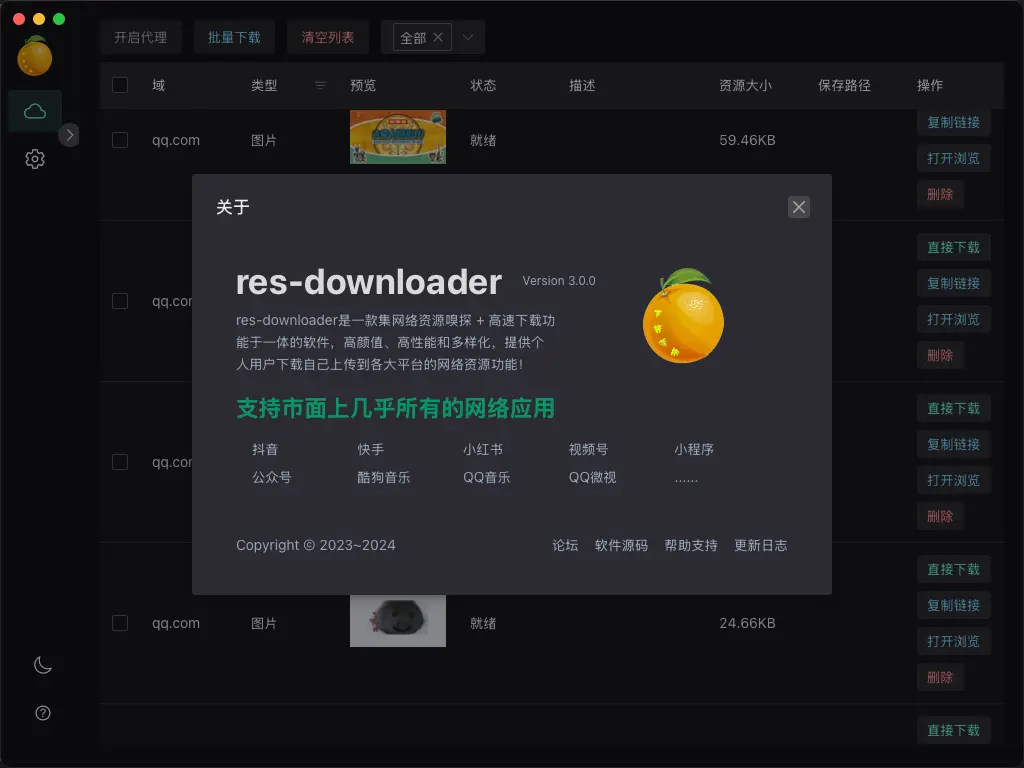 开启代理 批量下载 清空列表 全部
域 类型 预览 状态 描述 资源大小 保存路径 操作
复制链接
qq.com 图片 就绪 59.46KB
打开浏览
删除
关于
直接下载
复制链接
qq.com
打开浏览
删除
res-downloader Version 3.0.0
res-downloader是一款集网络资源嗅探 + 高速下载功
能于一体的软件，高颜值、高性能和多样化，提供个
人用户下载自己上传到各大平台的网络资源功能！
支持市面上几乎所有的网络应用
抖音 快手 小红书 视频号 小程序
公众号 酷狗音乐 QQ音乐 QQ微视 ......
Copyright © 2023~2024 论坛 软件源码 帮助支持 更新日志
直接下载
复制链接
打开浏览
删除
直接下载
复制链接
qq.com 图片 就绪 24.66KB
打开浏览
删除
直接下载